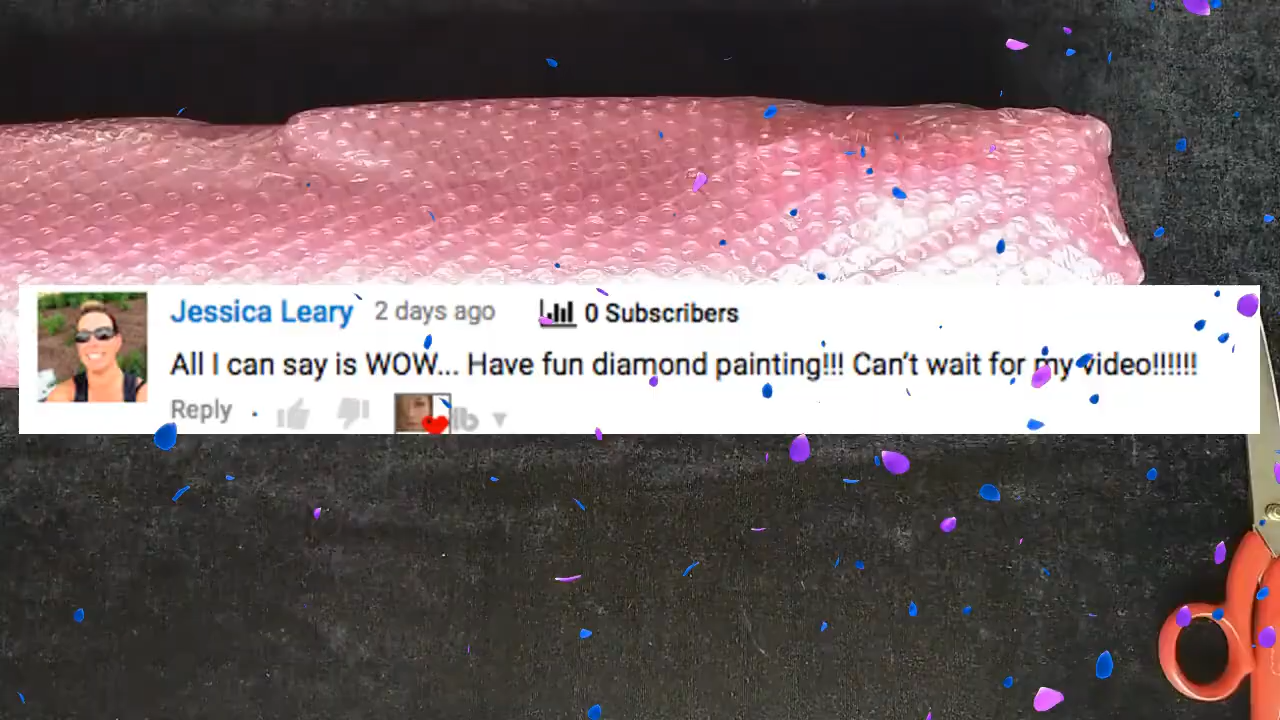 Jessica Leary 2 days ago 0 Subscribers
All I can say is WOW... Have fun diamond painting!!! Can't wait for my video!!!!!!
Reply